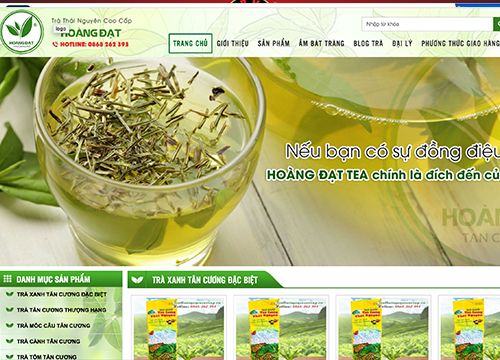 Trà Thái Nguyên Cao Cấp
logo
HOÀNG ĐẠT
HOTLINE: 0868 262 393
HOÀNGĐẠT
Nhập từ khóa
TRANG CHỦ GIỚI THIỆU SẢN PHẨM ẤM BÁT TRÀNG BLOG TRÀ ĐẠI LÝ PHƯƠNG THỨC GIAO HÀNG
Nếu bạn có sự đồng điệu
HOÀNG ĐẠT TEA chính là đích đến củ
HOÀN
TÂN C
DANH MỤC SẢN PHẨM
TRÀ XANH TÂN CƯƠNG ĐẶC BIỆT
TRÀ TÂN CƯƠNG THƯỢNG HẠNG
TRÀ MÓC CÂU TÂN CƯƠNG
TRÀ CÀNH TÂN CƯƠNG
TRÀ TÔM TÂN CƯƠNG
TRÀ XANH TÂN CƯƠNG ĐẶC BIỆT